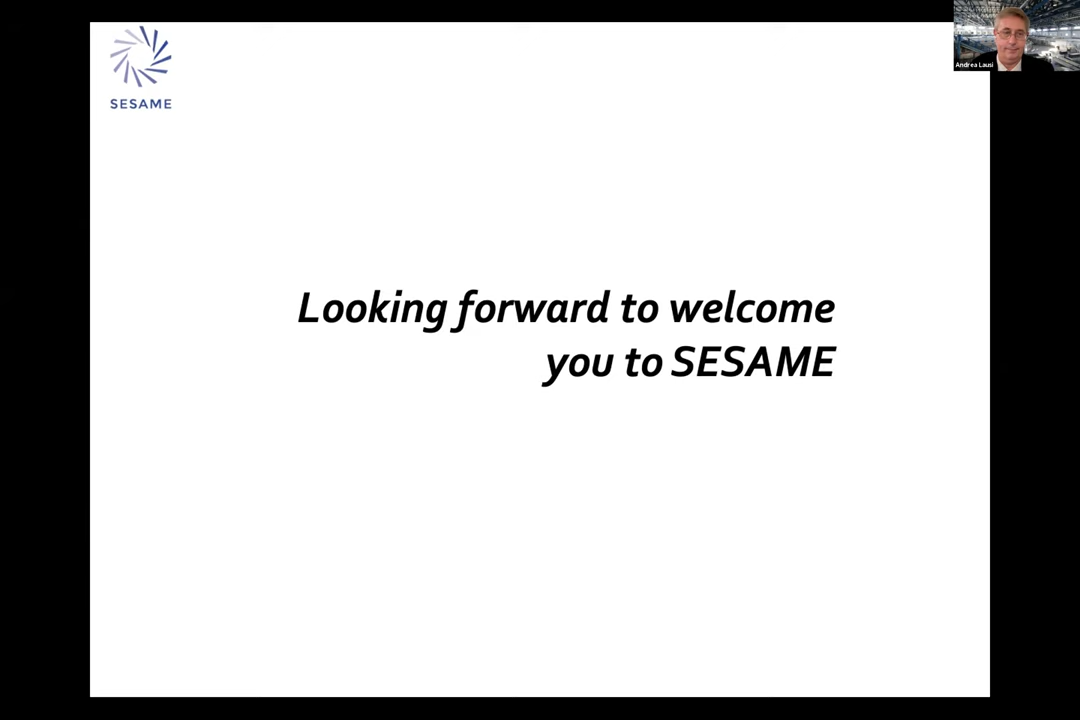 SESAME
Andrea Lausi
Looking forward to welcome
you to SESAME